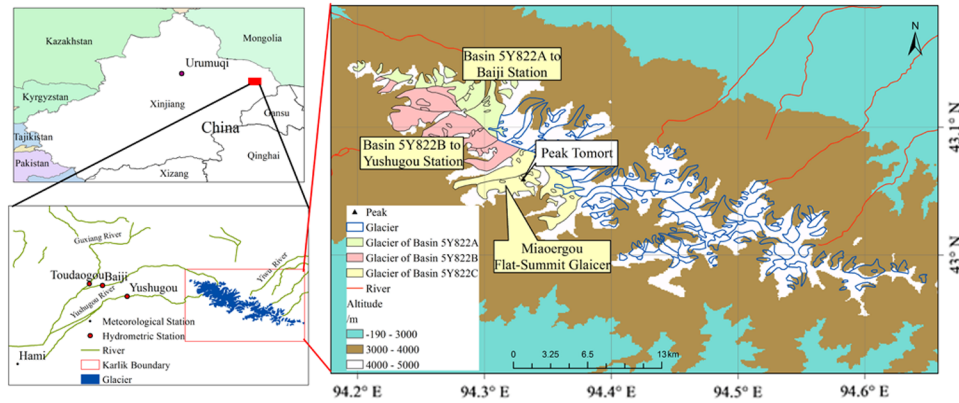 Kazakhstan
Mongolia
Urumqi
Kyrgyzstan
Xinjiang
Gansu
China
Tajikistan
Pakistan
Qinghai
Xizang
Guxiang River
Toudaogou
Baiji
Yiwu River
Yushugou
Yushugou River
Meteorological Station
Hydrometric Station
River
Hami
Karlik Boundary
Glacier
N
Basin 5Y822A to
Baiji Station
Basin 5Y822B to
Yushugou Station
Peak Tomort
Miaoergou
Flat-Summit Glaicer
Peak
Glacier
Glacier of Basin 5Y822A
Glacier of Basin 5Y822B
Glacier of Basin 5Y822C
River
Altitude
/m
-190 - 3000
3000 - 4000
4000 - 5000
0 3.25 6.5 13km
43.1° N
43° N
94.2° E 94.3° E 94.4° E 94.5° E 94.6° E